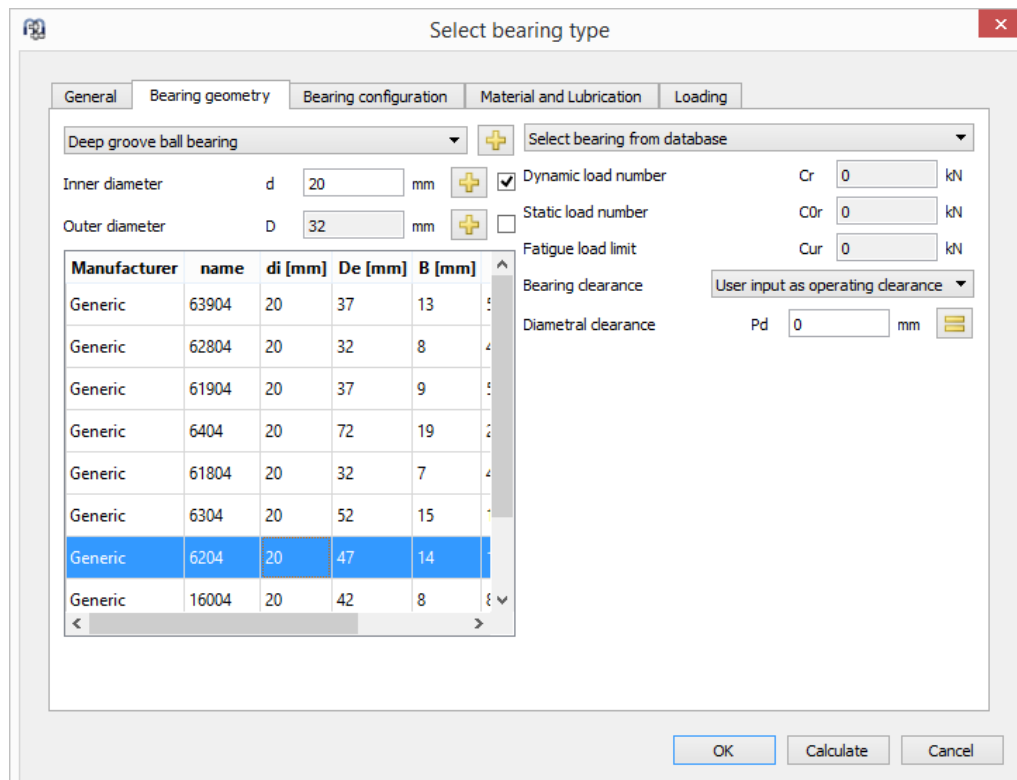 Select bearing type
General Bearing geometry Bearing configuration Material and Lubrication Loading
Deep groove ball bearing
Select bearing from database
Inner diameter d 20 mm
Dynamic load number Cr 0 kN
Outer diameter D 32 mm
Static load number C0r 0 kN
Fatigue load limit Cur 0 kN
Bearing clearance User input as operating clearance
Diametral clearance Pd 0 mm
Manufacturer name di [mm] De [mm] B [mm]
Generic 63904 20 37 13
Generic 62804 20 32 8
Generic 61904 20 37 9
Generic 6404 20 72 19
Generic 61804 20 32 7
Generic 6304 20 52 15
Generic 6204 20 47 14
Generic 16004 20 42 8
OK Calculate Cancel